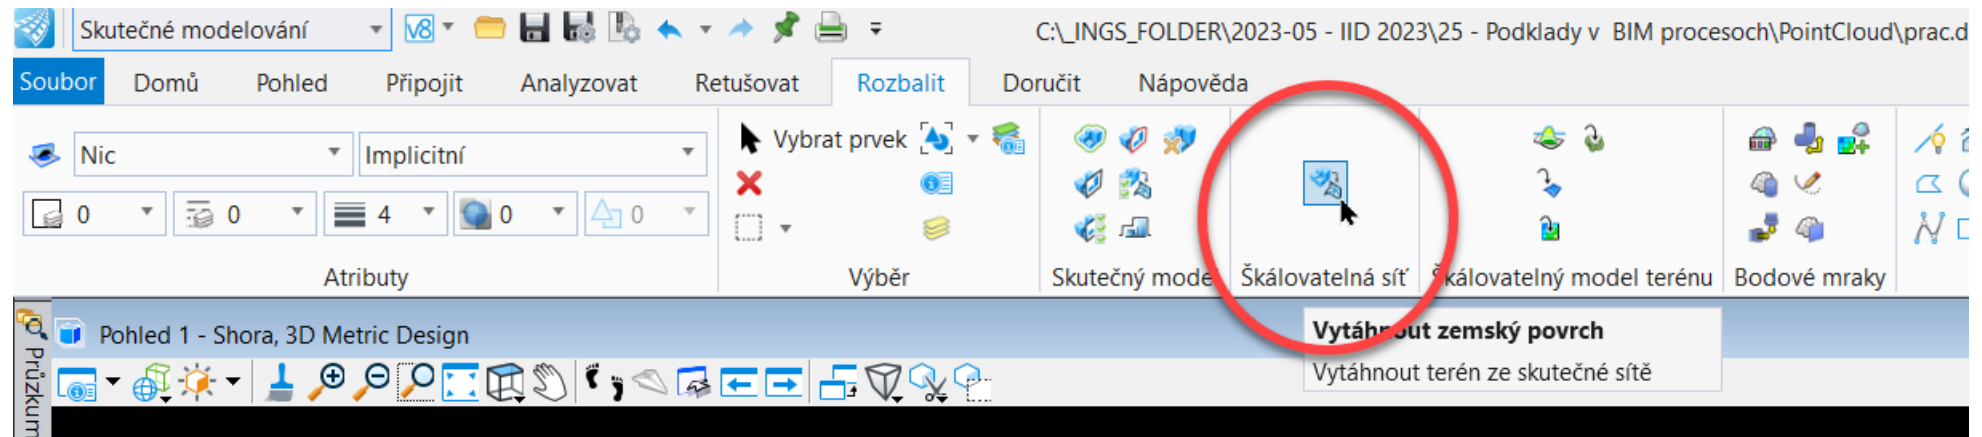 Skutečné modelování
V8
C:\_INGS_FOLDER\2023-05 - IID 2023\25 - Podklady v  BIM procesoch\PointCloud\prac.d
Soubor Domů Pohled Připojit Analyzovat Retušovat Rozbalit Doručit Nápověda
Nic Implicitní Vybrat prvek
0 0 4 0 0
Atributy Výběr Skutečný model Škálovatelná síť Škálovatelný model terénu Bodové mraky
Pohled 1 - Shora, 3D Metric Design
Vytáhnout zemský povrch
Vytáhnout terén ze skutečné sítě
Průzkum